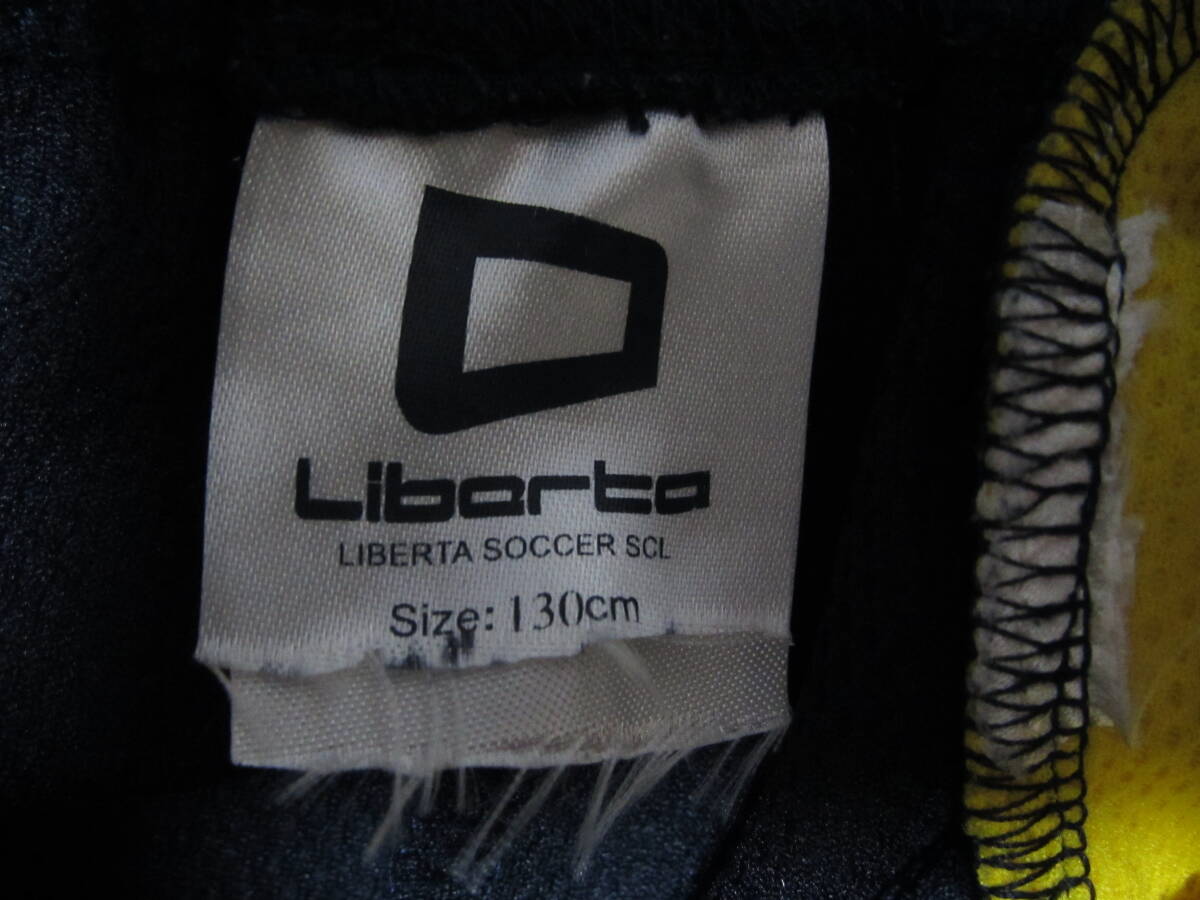 Liberta
LIBERTA SOCCER SCL
Size: 130cm